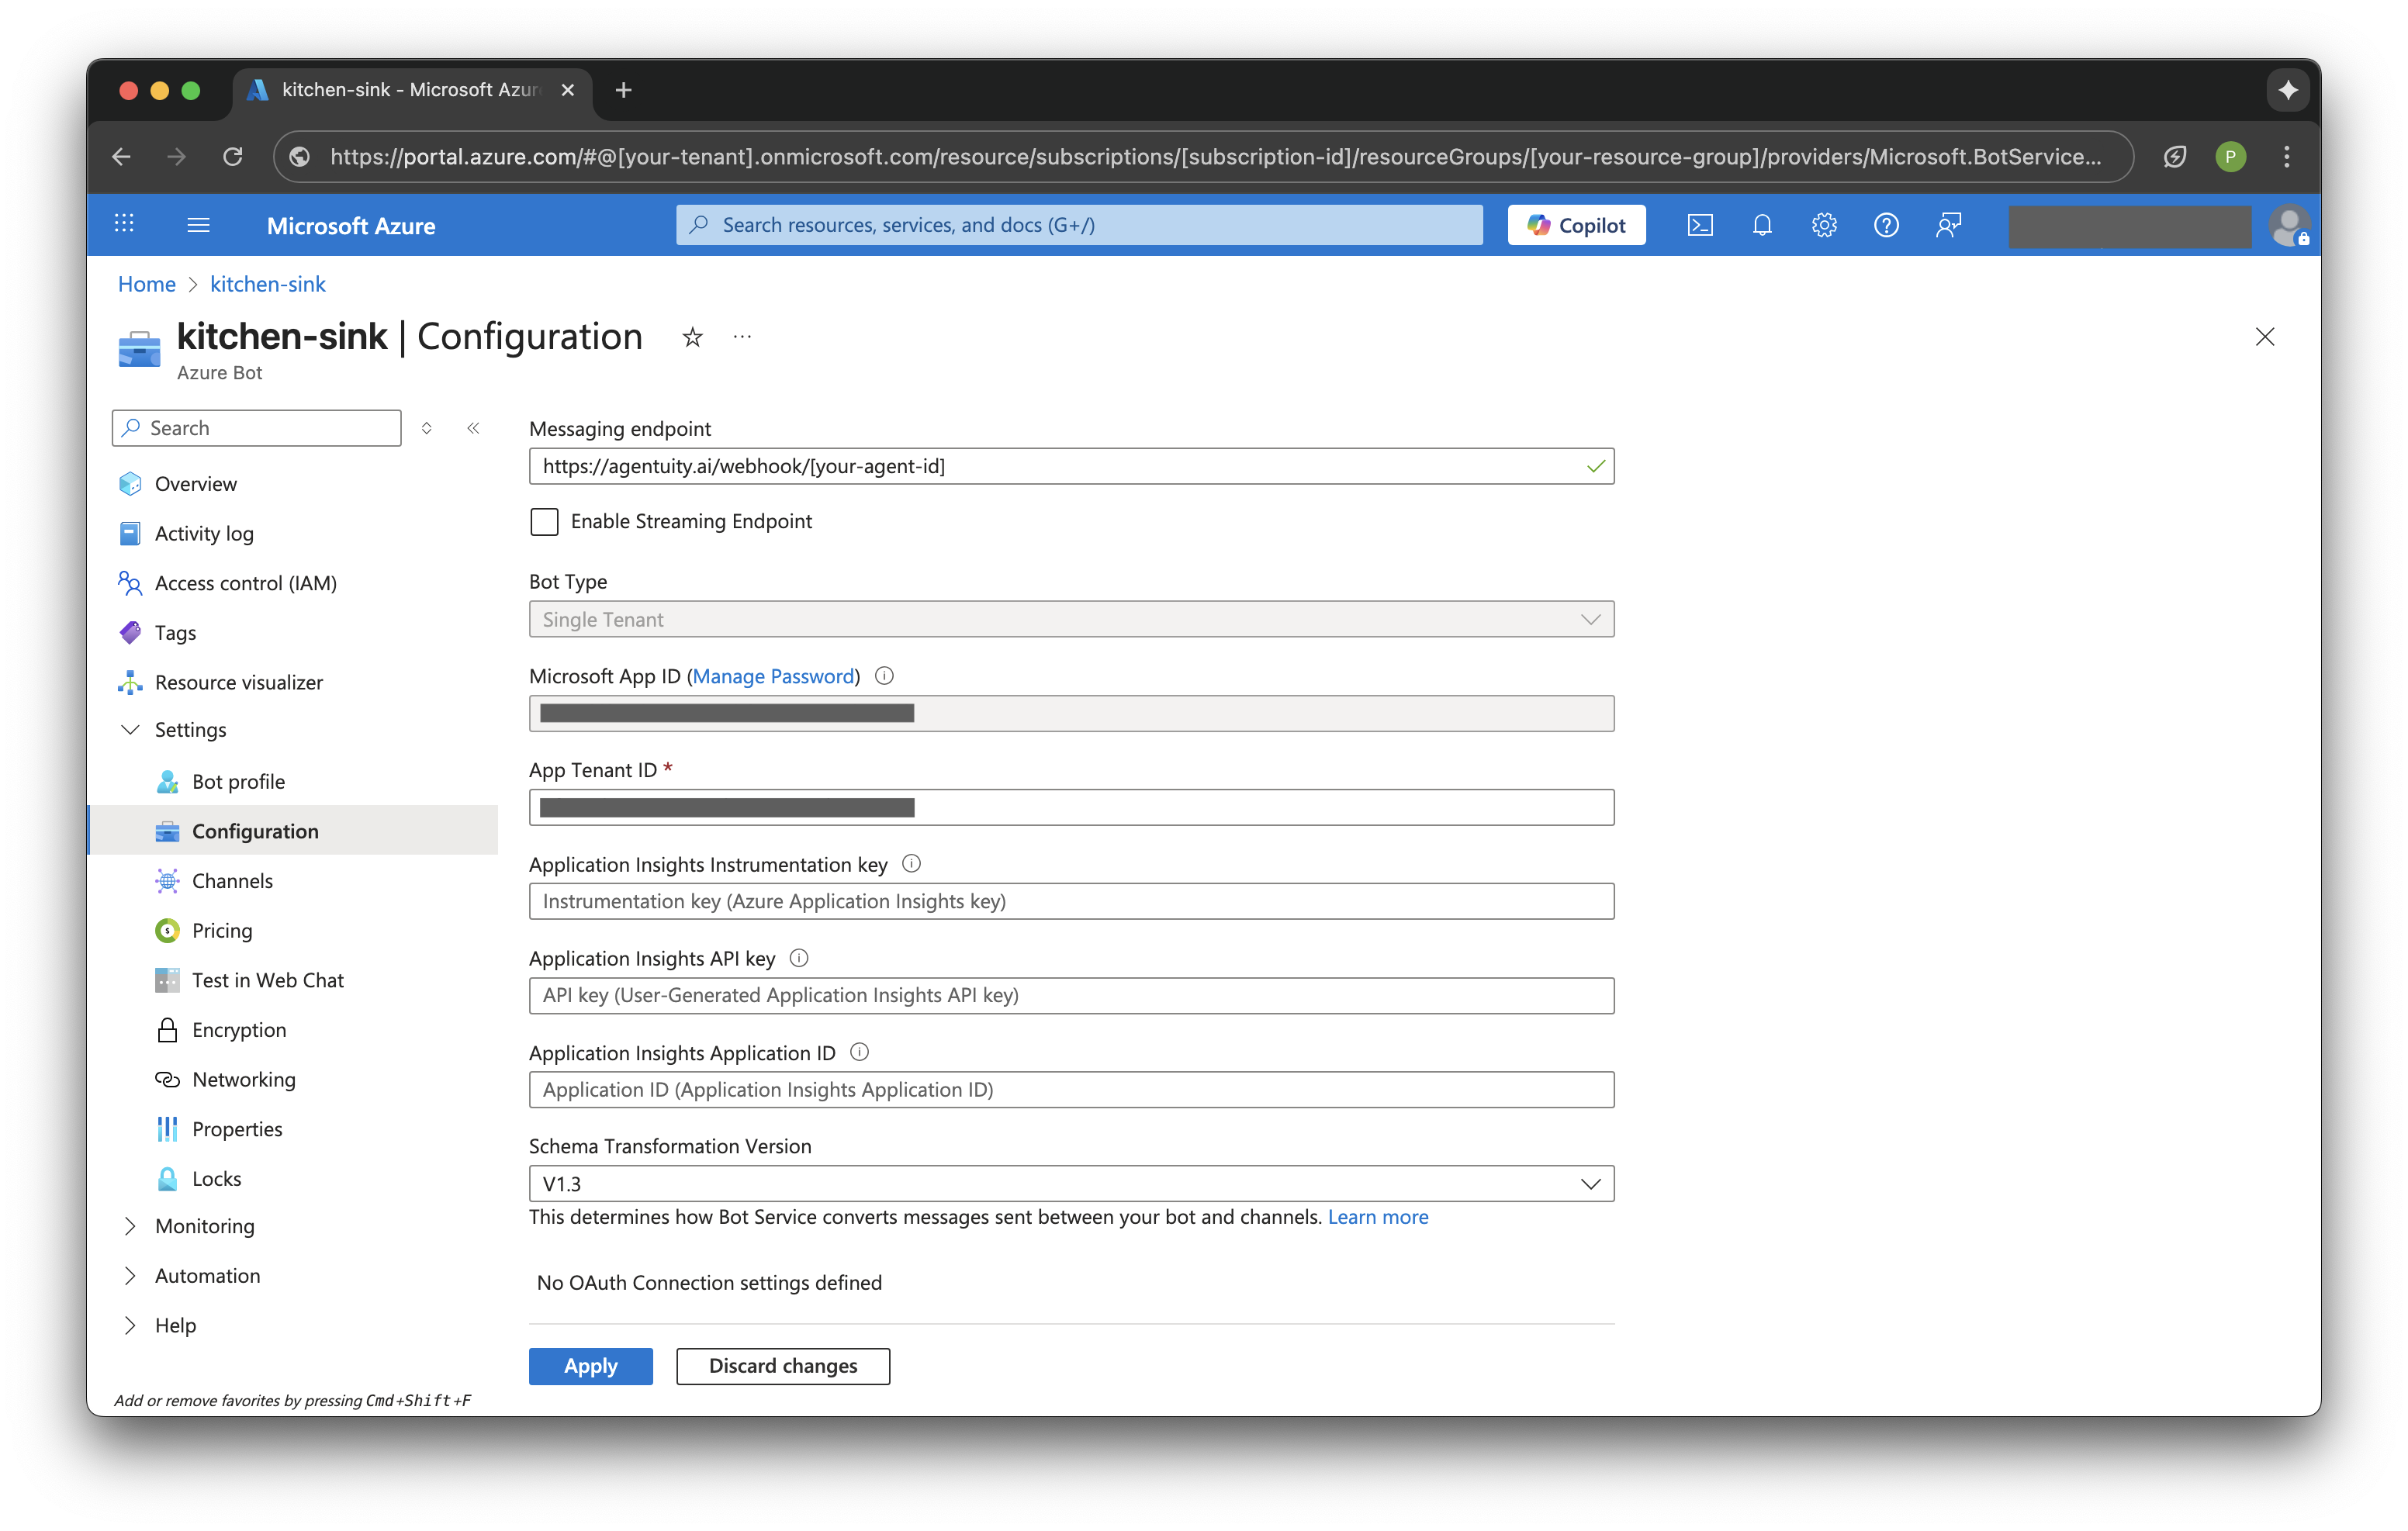 kitchen-sink - Microsoft Azur
https://portal.azure.com/#@[your-tenant].onmicrosoft.com/resource/subscriptions/[subscription-id]/resourceGroups/[your-resource-group]/providers/Microsoft.BotService...
P
Microsoft Azure
Search resources, services, and docs (G+/)
Copilot
Home > kitchen-sink
kitchen-sink | Configuration
Azure Bot
Search
Overview
Activity log
Access control (IAM)
Tags
Resource visualizer
Settings
Bot profile
Configuration
Channels
Pricing
Test in Web Chat
Encryption
Networking
Properties
Locks
Monitoring
Automation
Help
Add or remove favorites by pressing Cmd+Shift+F
Messaging endpoint
https://agentuity.ai/webhook/[your-agent-id]
Enable Streaming Endpoint
Bot Type
Single Tenant
Microsoft App ID (Manage Password)
App Tenant ID *
Application Insights Instrumentation key
Instrumentation key (Azure Application Insights key)
Application Insights API key
API key (User-Generated Application Insights API key)
Application Insights Application ID
Application ID (Application Insights Application ID)
Schema Transformation Version
V1.3
This determines how Bot Service converts messages sent between your bot and channels. Learn more
No OAuth Connection settings defined
Apply
Discard changes